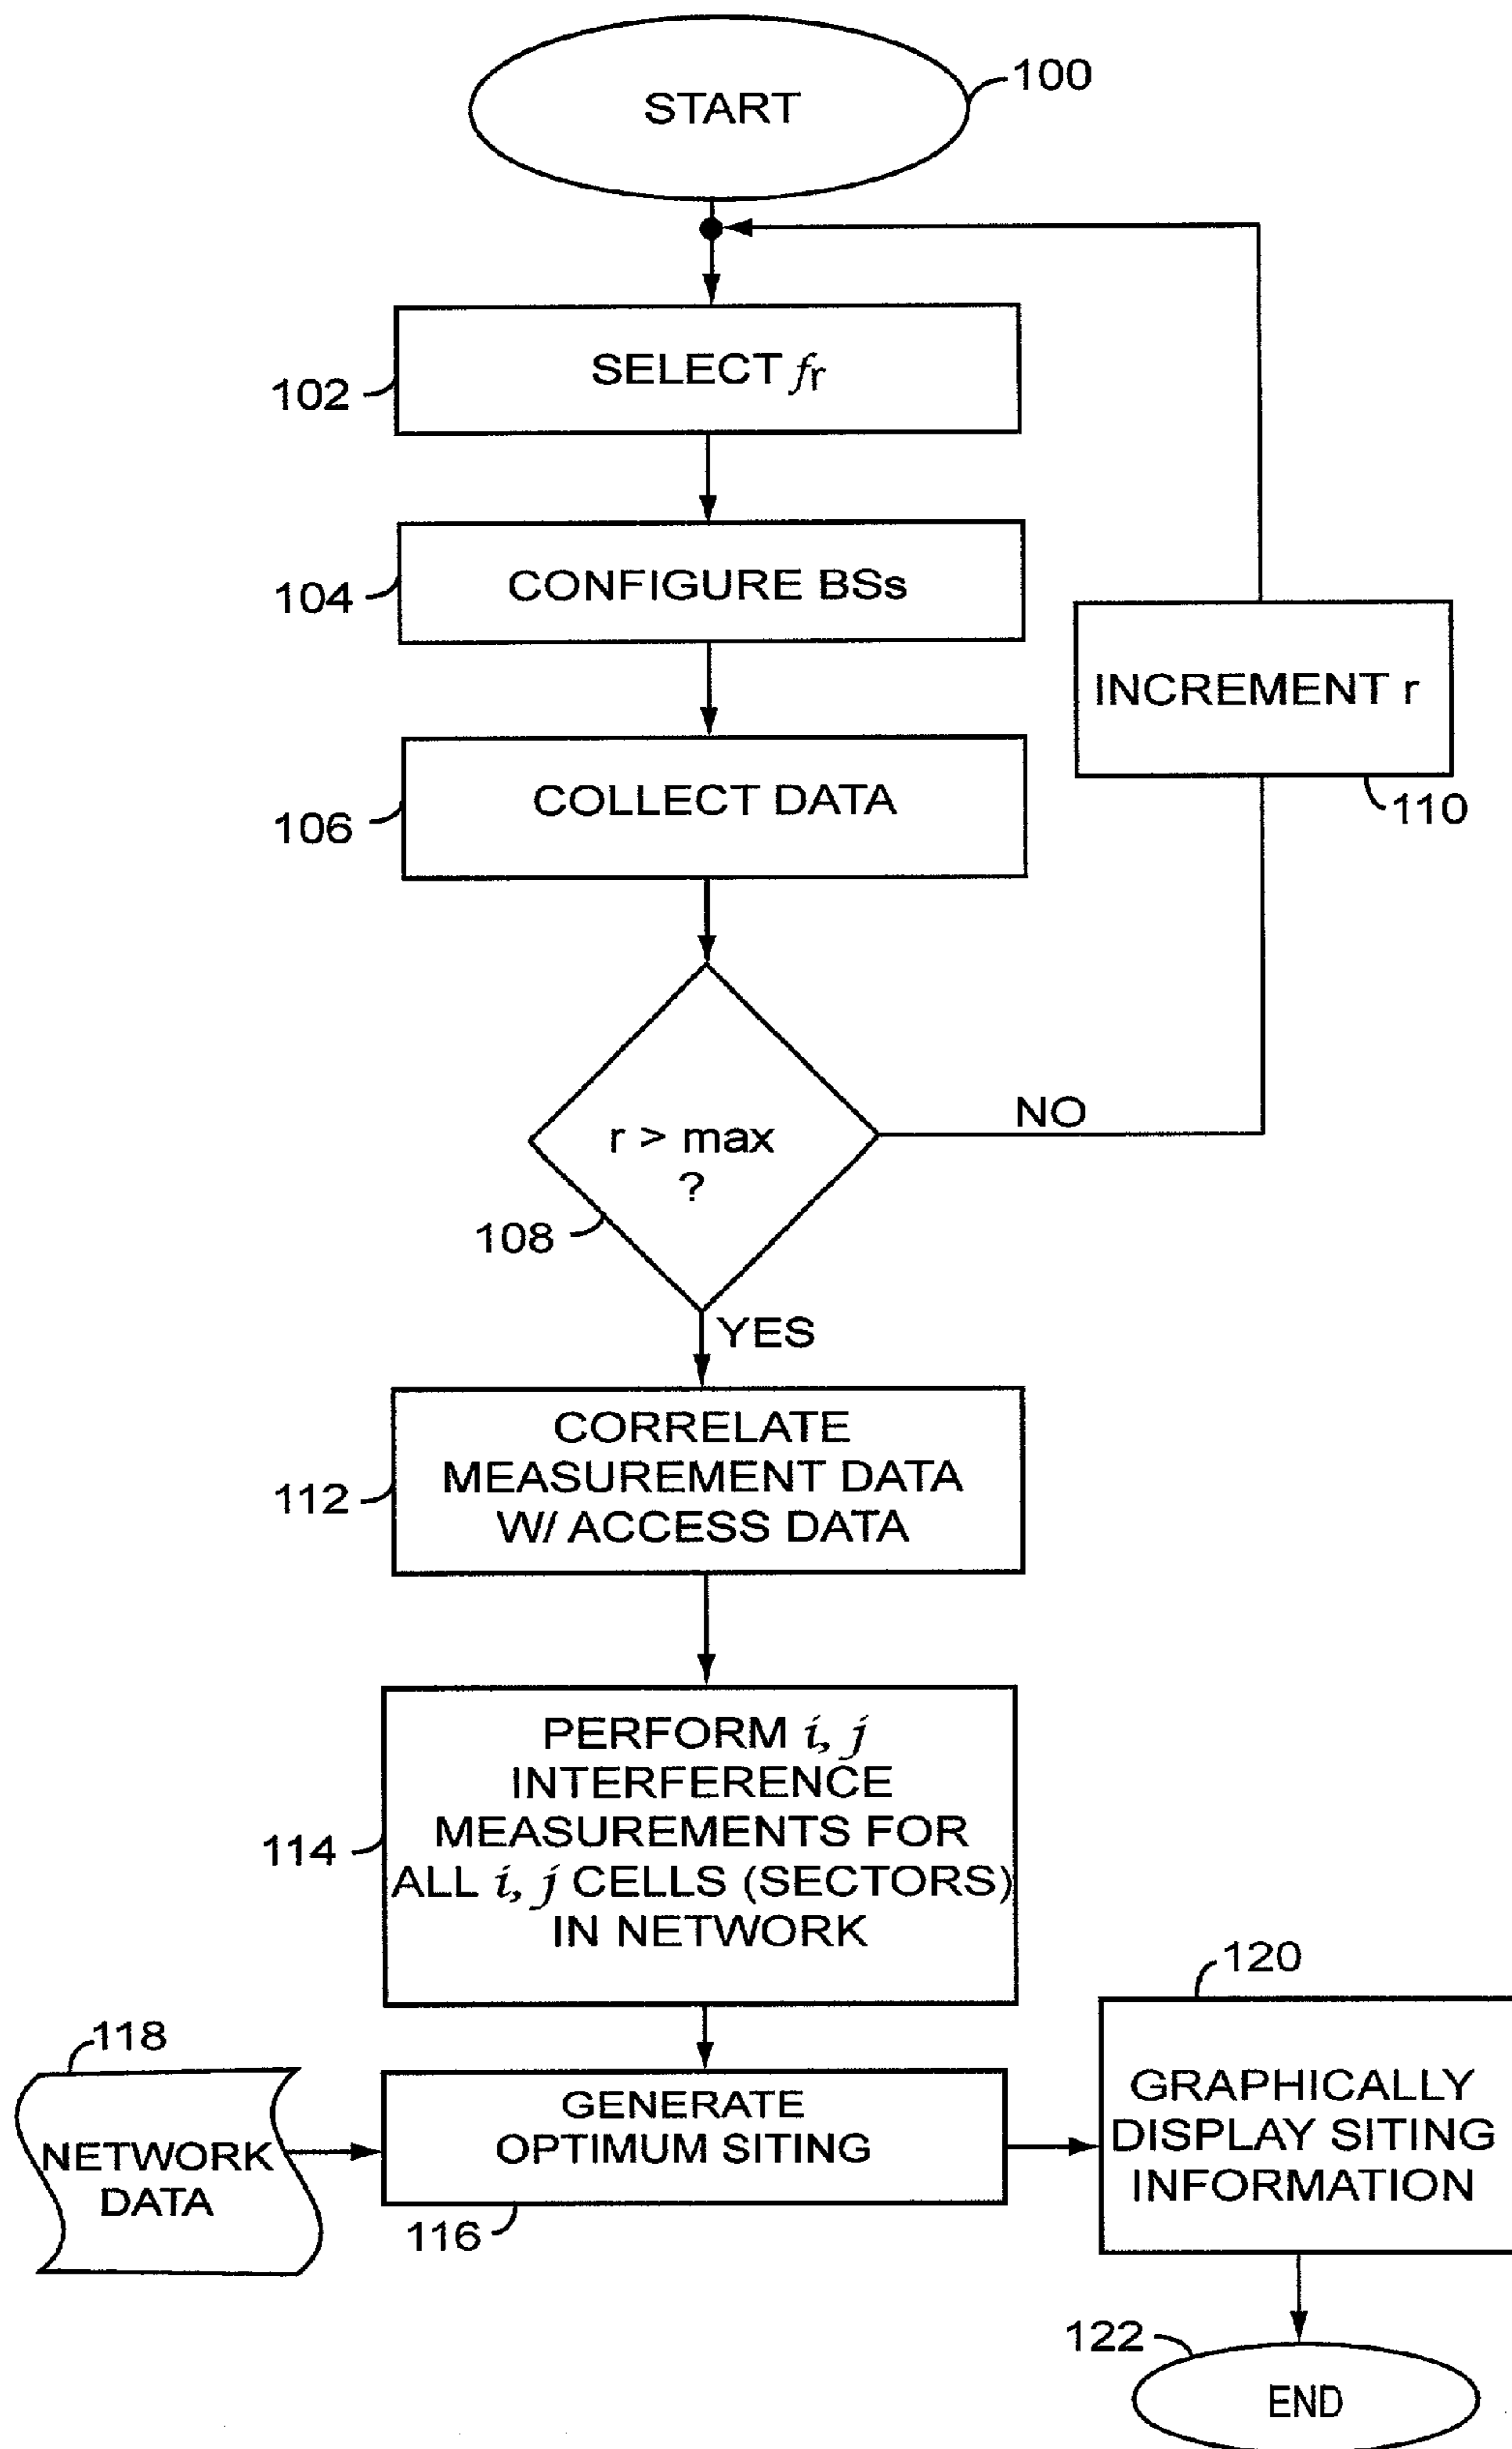 START
100
SELECT fr
102
CONFIGURE BSs
104
INCREMENT r
110
COLLECT DATA
106
r > max
?
NO
108
YES
CORRELATE
MEASUREMENT DATA
W/ ACCESS DATA
112
PERFORM i, j
INTERFERENCE
MEASUREMENTS FOR
ALL i, j CELLS (SECTORS)
IN NETWORK
114
118
NETWORK
DATA
GENERATE
OPTIMUM SITING
116
120
GRAPHICALLY
DISPLAY SITING
INFORMATION
122
END